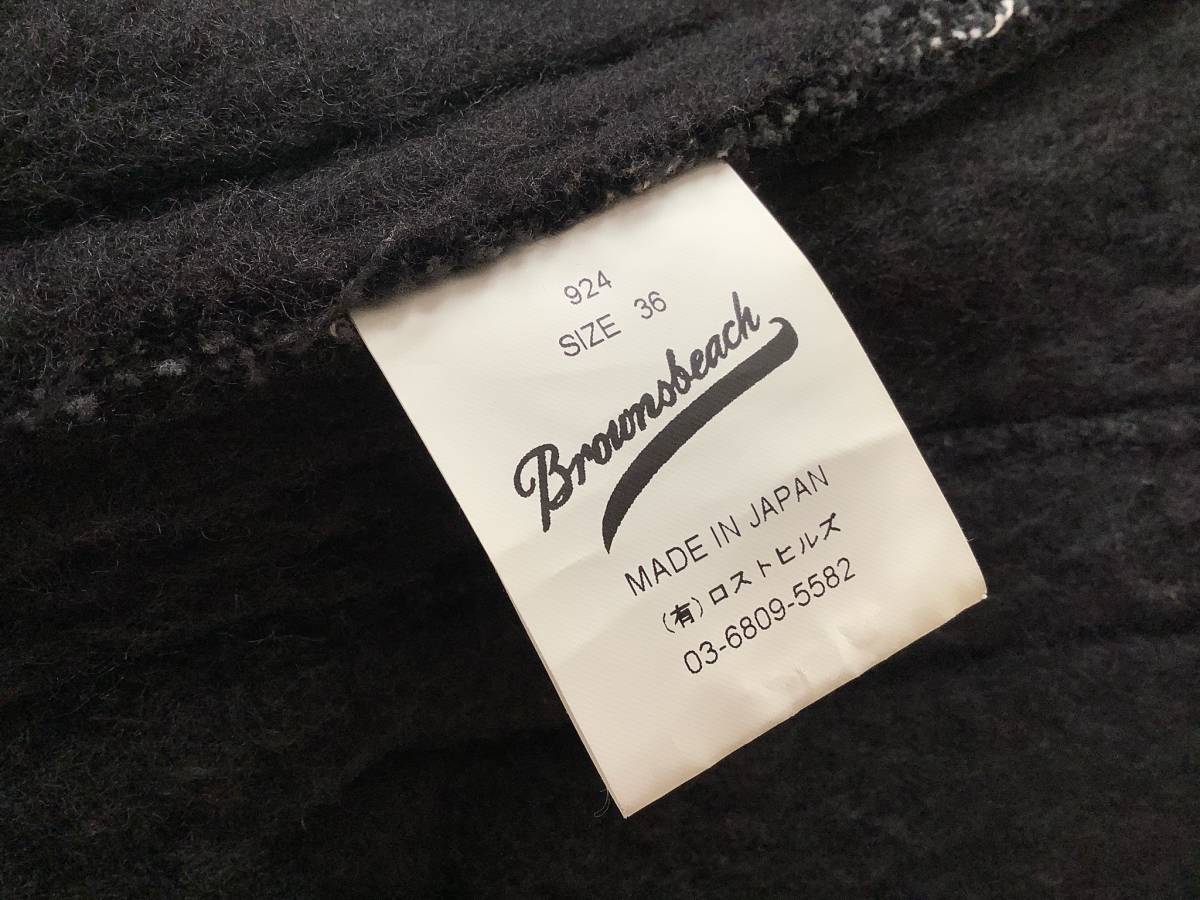 924
SIZE 36
Brownsbeach
MADE IN JAPAN
(有)ロストヒルズ
03-6809-5582